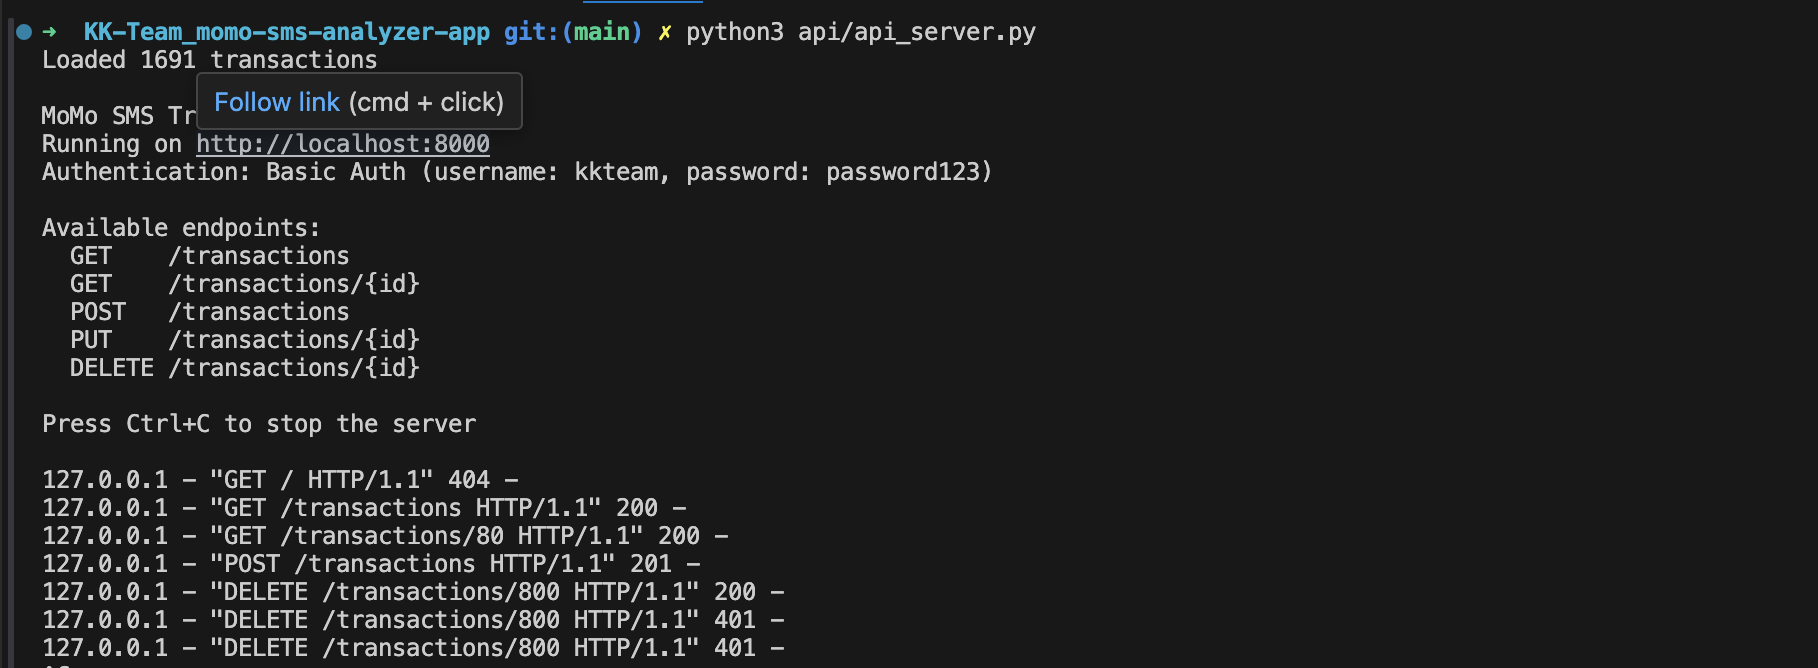 ➜ KK-Team_momo-sms-analyzer-app git:(main) ✗ python3 api/api_server.py
Loaded 1691 transactions
Follow link (cmd + click)
MoMo SMS Tr
Running on http://localhost:8000
Authentication: Basic Auth (username: kkteam, password: password123)
Available endpoints:
GET /transactions
GET /transactions/{id}
POST /transactions
PUT /transactions/{id}
DELETE /transactions/{id}
Press Ctrl+C to stop the server
127.0.0.1 - "GET / HTTP/1.1" 404 -
127.0.0.1 - "GET /transactions HTTP/1.1" 200 -
127.0.0.1 - "GET /transactions/80 HTTP/1.1" 200 -
127.0.0.1 - "POST /transactions HTTP/1.1" 201 -
127.0.0.1 - "DELETE /transactions/800 HTTP/1.1" 200 -
127.0.0.1 - "DELETE /transactions/800 HTTP/1.1" 401 -
127.0.0.1 - "DELETE /transactions/800 HTTP/1.1" 401 -